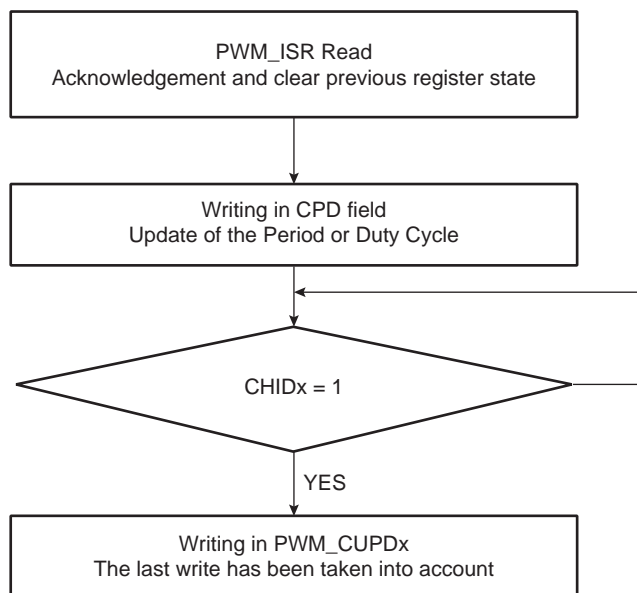 PWM_ISR Read
Acknowledgement and clear previous register state
Writing in CPD field
Update of the Period or Duty Cycle
CHIDx = 1
YES
Writing in PWM_CUPDx
The last write has been taken into account